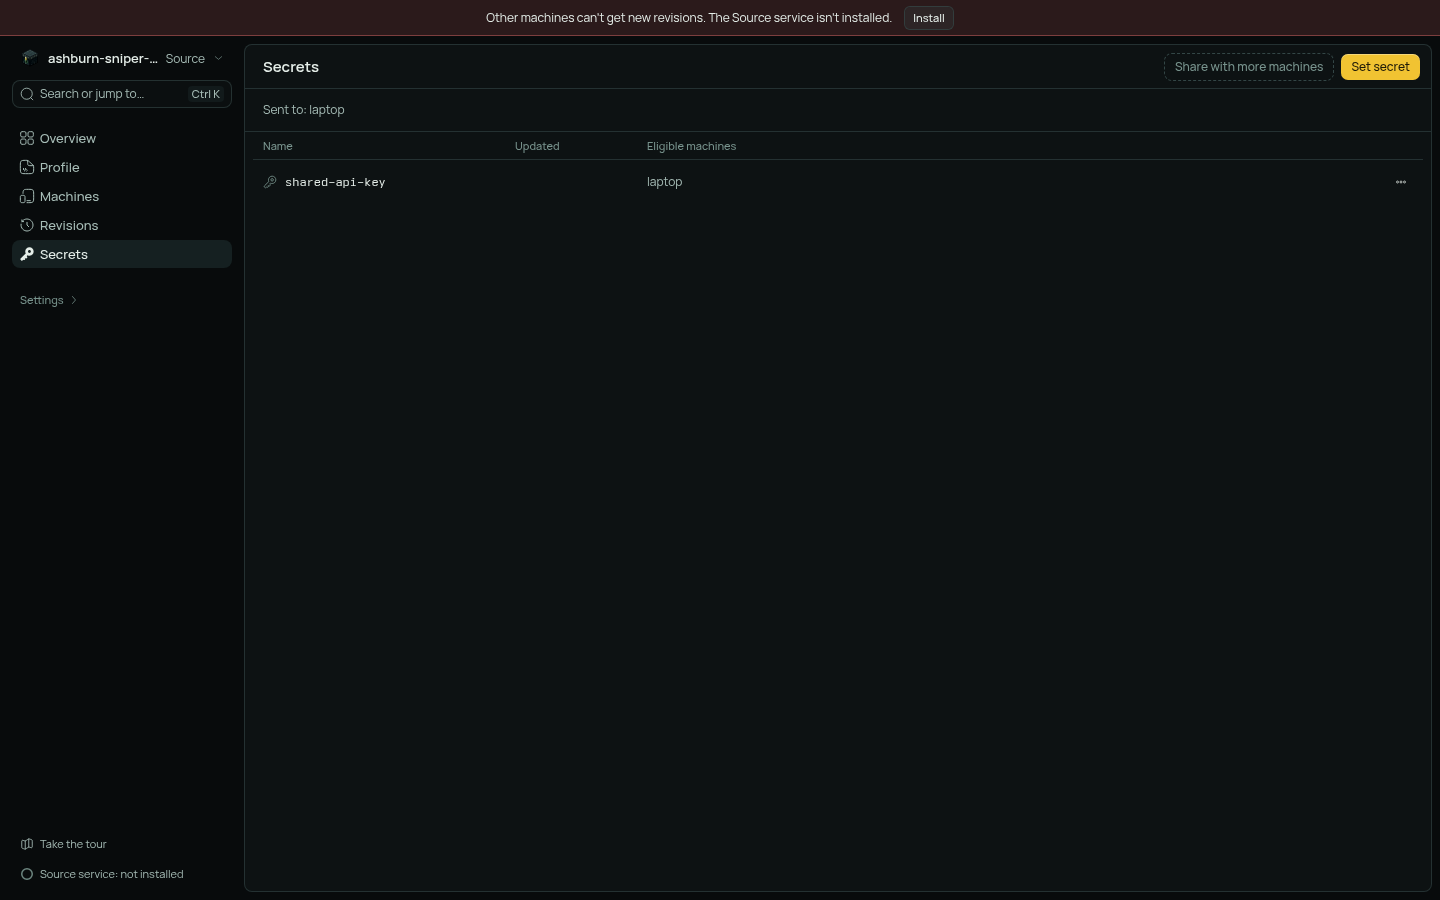 Other machines can't get new revisions. The Source service isn't installed. Install
ashburn-sniper-... Source
Search or jump to... Ctrl K
Overview
Profile
Machines
Revisions
Secrets
Settings
Take the tour
Source service: not installed
Secrets
Share with more machines Set secret
Sent to: laptop
Name Updated Eligible machines
shared-api-key laptop